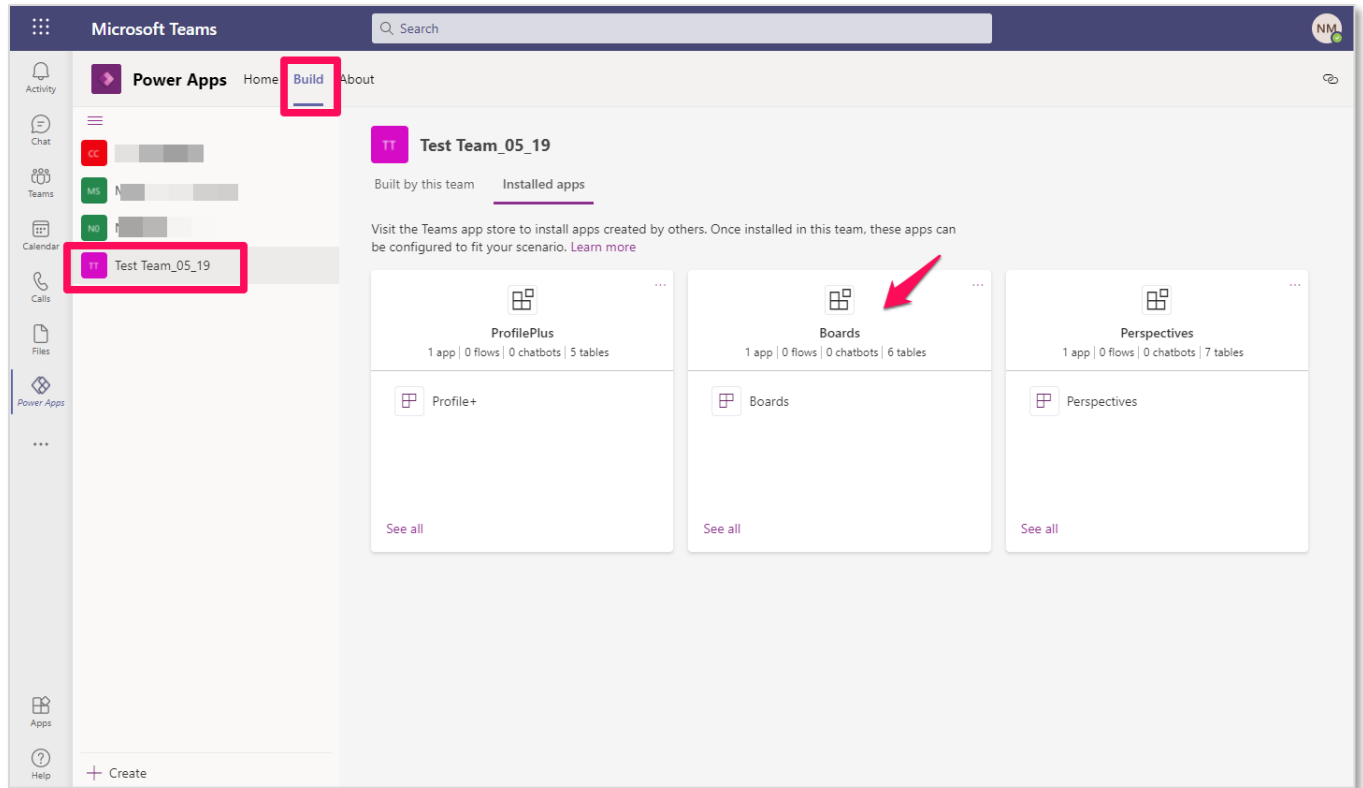 Microsoft Teams
Search
NM
Activity
Chat
Teams
Calendar
Calls
Files
Power Apps
Apps
Help
Power Apps Home Build About
CC
MS
N0
TT Test Team_05_19
+ Create
TT Test Team_05_19
Built by this team Installed apps
Visit the Teams app store to install apps created by others. Once installed in this team, these apps can
be configured to fit your scenario. Learn more
...
ProfilePlus
1 app | 0 flows | 0 chatbots | 5 tables
Profile+
See all
...
Boards
1 app | 0 flows | 0 chatbots | 6 tables
Boards
See all
...
Perspectives
1 app | 0 flows | 0 chatbots | 7 tables
Perspectives
See all